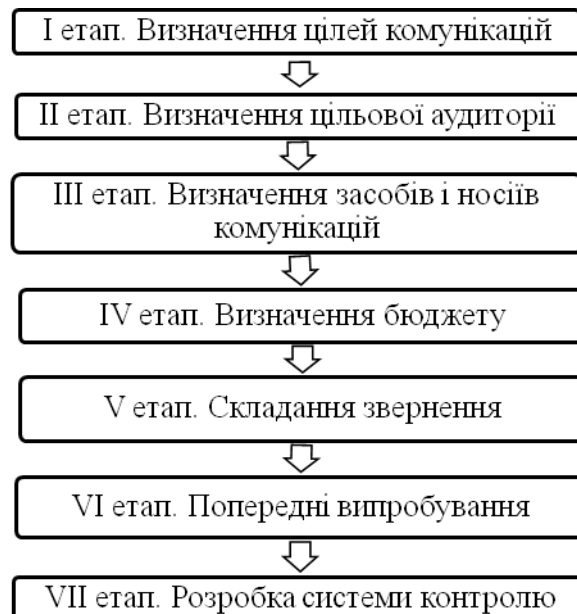 I етап. Визначення цілей комунікацій
II етап. Визначення цільової аудиторії
III етап. Визначення засобів і носіїв
комунікацій
IV етап. Визначення бюджету
V етап. Складання звернення
VI етап. Попередні випробування
VII етап. Розробка системи контролю